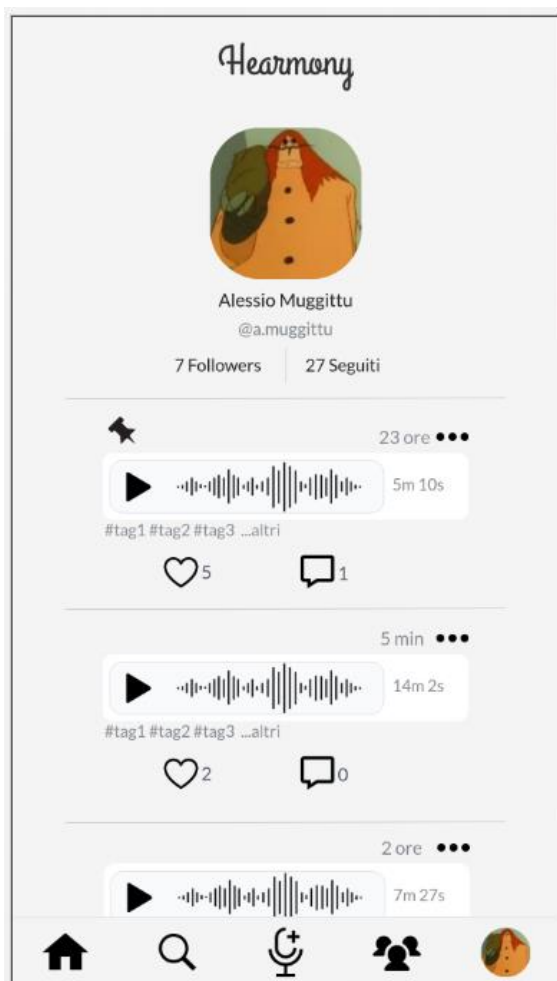 Hearmony
Alessio Muggittu
@a.muggittu
7 Followers 27 Seguiti
23 ore
5m 10s
#tag1 #tag2 #tag3 ...altri
5 1
5 min
14m 2s
#tag1 #tag2 #tag3 ...altri
2 0
2 ore
7m 27s